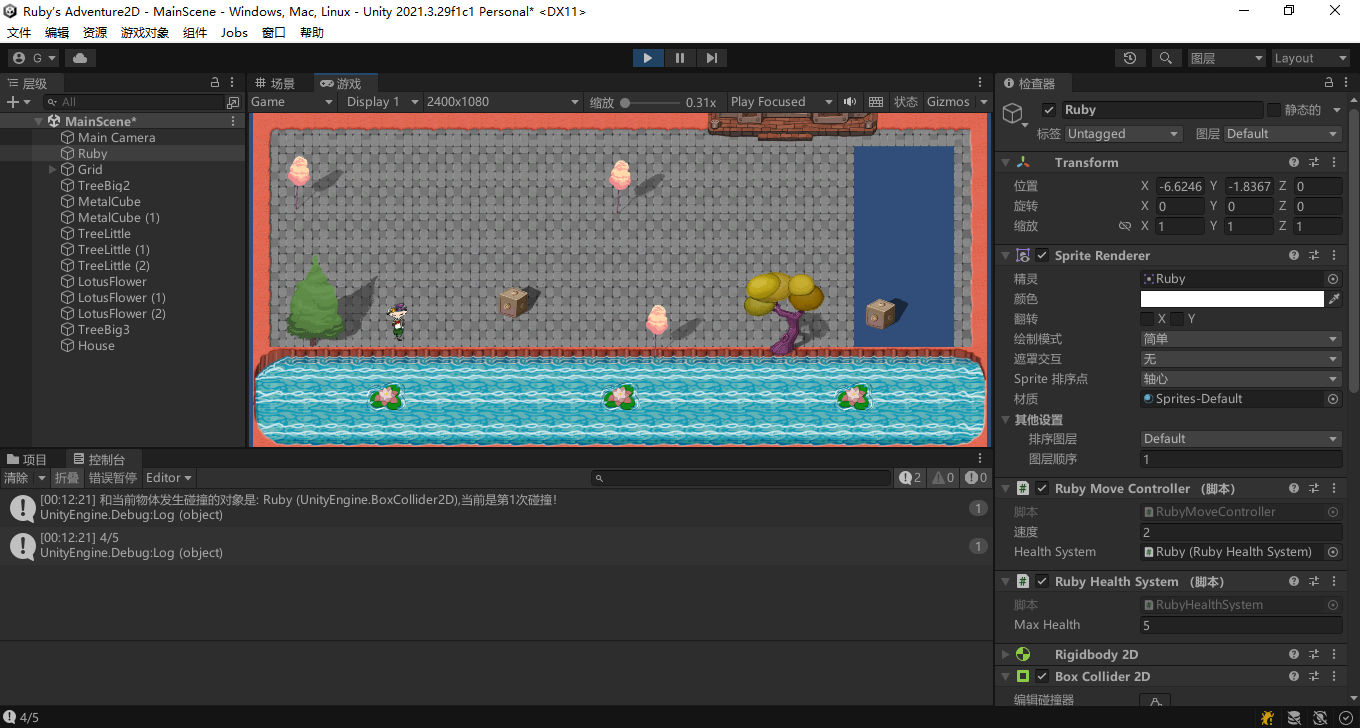 Ruby's Adventure2D - MainScene - Windows, Mac, Linux - Unity 2021.3.29f1c1 Personal* <DX11>
文件 编辑 资源 游戏对象 组件 Jobs 窗口 帮助
G 图层 Layout
层级
All
MainScene*
Main Camera
Ruby
Grid
TreeBig2
MetalCube
MetalCube (1)
TreeLittle
TreeLittle (1)
TreeLittle (2)
LotusFlower
LotusFlower (1)
LotusFlower (2)
TreeBig3
House
场景 游戏
Game Display 1 2400x1080 缩放 0.31x Play Focused 状态 Gizmos
检查器
Ruby 静态的
标签 Untagged 图层 Default
Transform
位置 X -6.6246 Y -1.8367 Z 0
旋转 X 0 Y 0 Z 0
缩放 X 1 Y 1 Z 1
Sprite Renderer
精灵 Ruby
颜色
翻转 X Y
绘制模式 简单
遮罩交互 无
Sprite 排序点 轴心
材质 Sprites-Default
其他设置
排序图层 Default
图层顺序 1
Ruby Move Controller (脚本)
脚本 RubyMoveController
速度 2
Health System Ruby (Ruby Health System)
Ruby Health System (脚本)
脚本 RubyHealthSystem
Max Health 5
Rigidbody 2D
Box Collider 2D
编辑碰撞器
项目 控制台
清除 折叠 错误暂停 Editor 2 0 0
[00:12:21] 和当前物体发生碰撞的对象是: Ruby (UnityEngine.BoxCollider2D),当前是第1次碰撞!
UnityEngine.Debug:Log (object) 1
[00:12:21] 4/5
UnityEngine.Debug:Log (object) 1
4/5